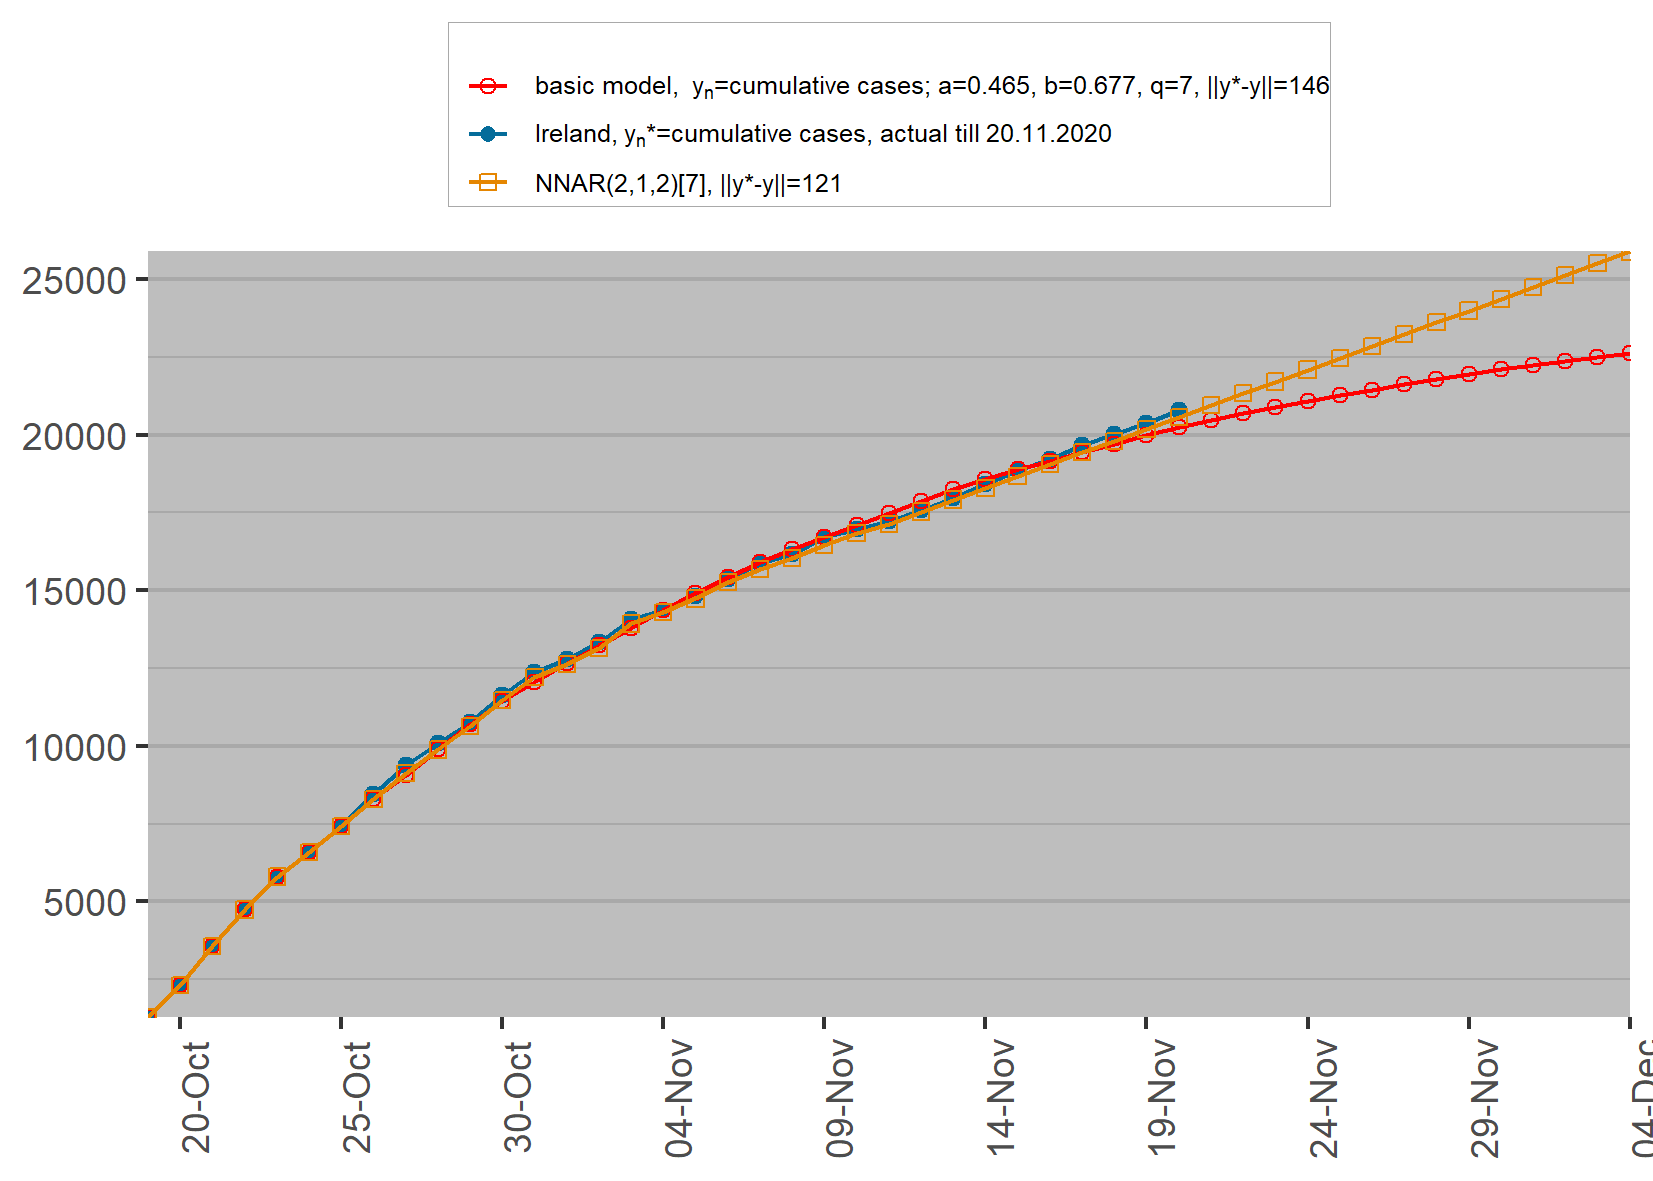 basic model,  yn=cumulative cases; a=0.465, b=0.677, q=7, ||y*-y||=146
Ireland, yn*=cumulative cases, actual till 20.11.2020
NNAR(2,1,2)[7], ||y*-y||=121
25000
20000
15000
10000
5000
20-Oct
25-Oct
30-Oct
04-Nov
09-Nov
14-Nov
19-Nov
24-Nov
29-Nov
04-Dec